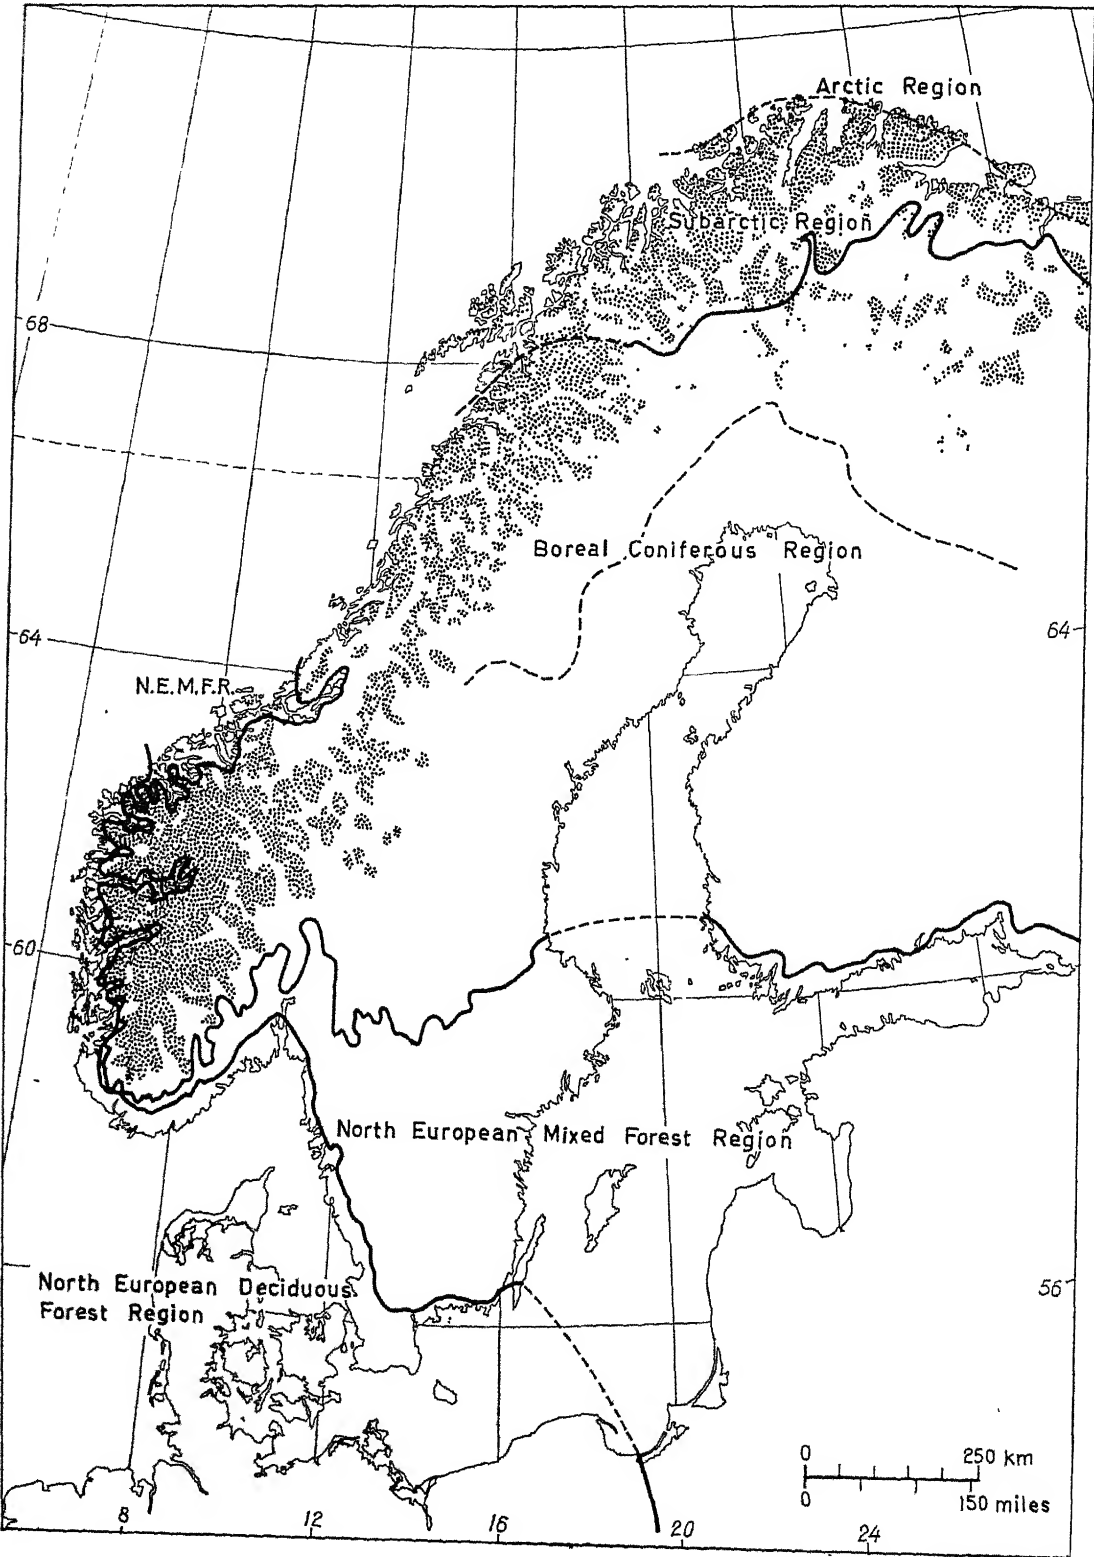 Arctic Region
Subarctic Region
68
Boreal Coniferous Region
64
64
N.E.M.F.R.
60
North European Mixed Forest Region
North European Deciduous
Forest Region
56
0
250 km
0
150 miles
8
12
16
20
24